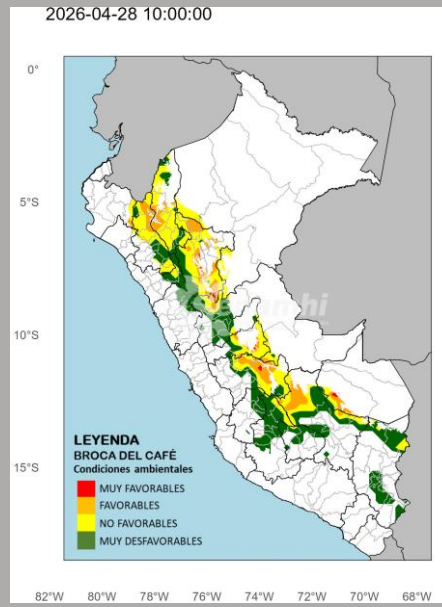 2026-04-28 10:00:00
0°
5°S
10°S
15°S
senamhi
LEYENDA
BROCA DEL CAFÉ
Condiciones ambientales
MUY FAVORABLES
FAVORABLES
NO FAVORABLES
MUY DESFAVORABLES
82°W 80°W 78°W 76°W 74°W 72°W 70°W 68°W